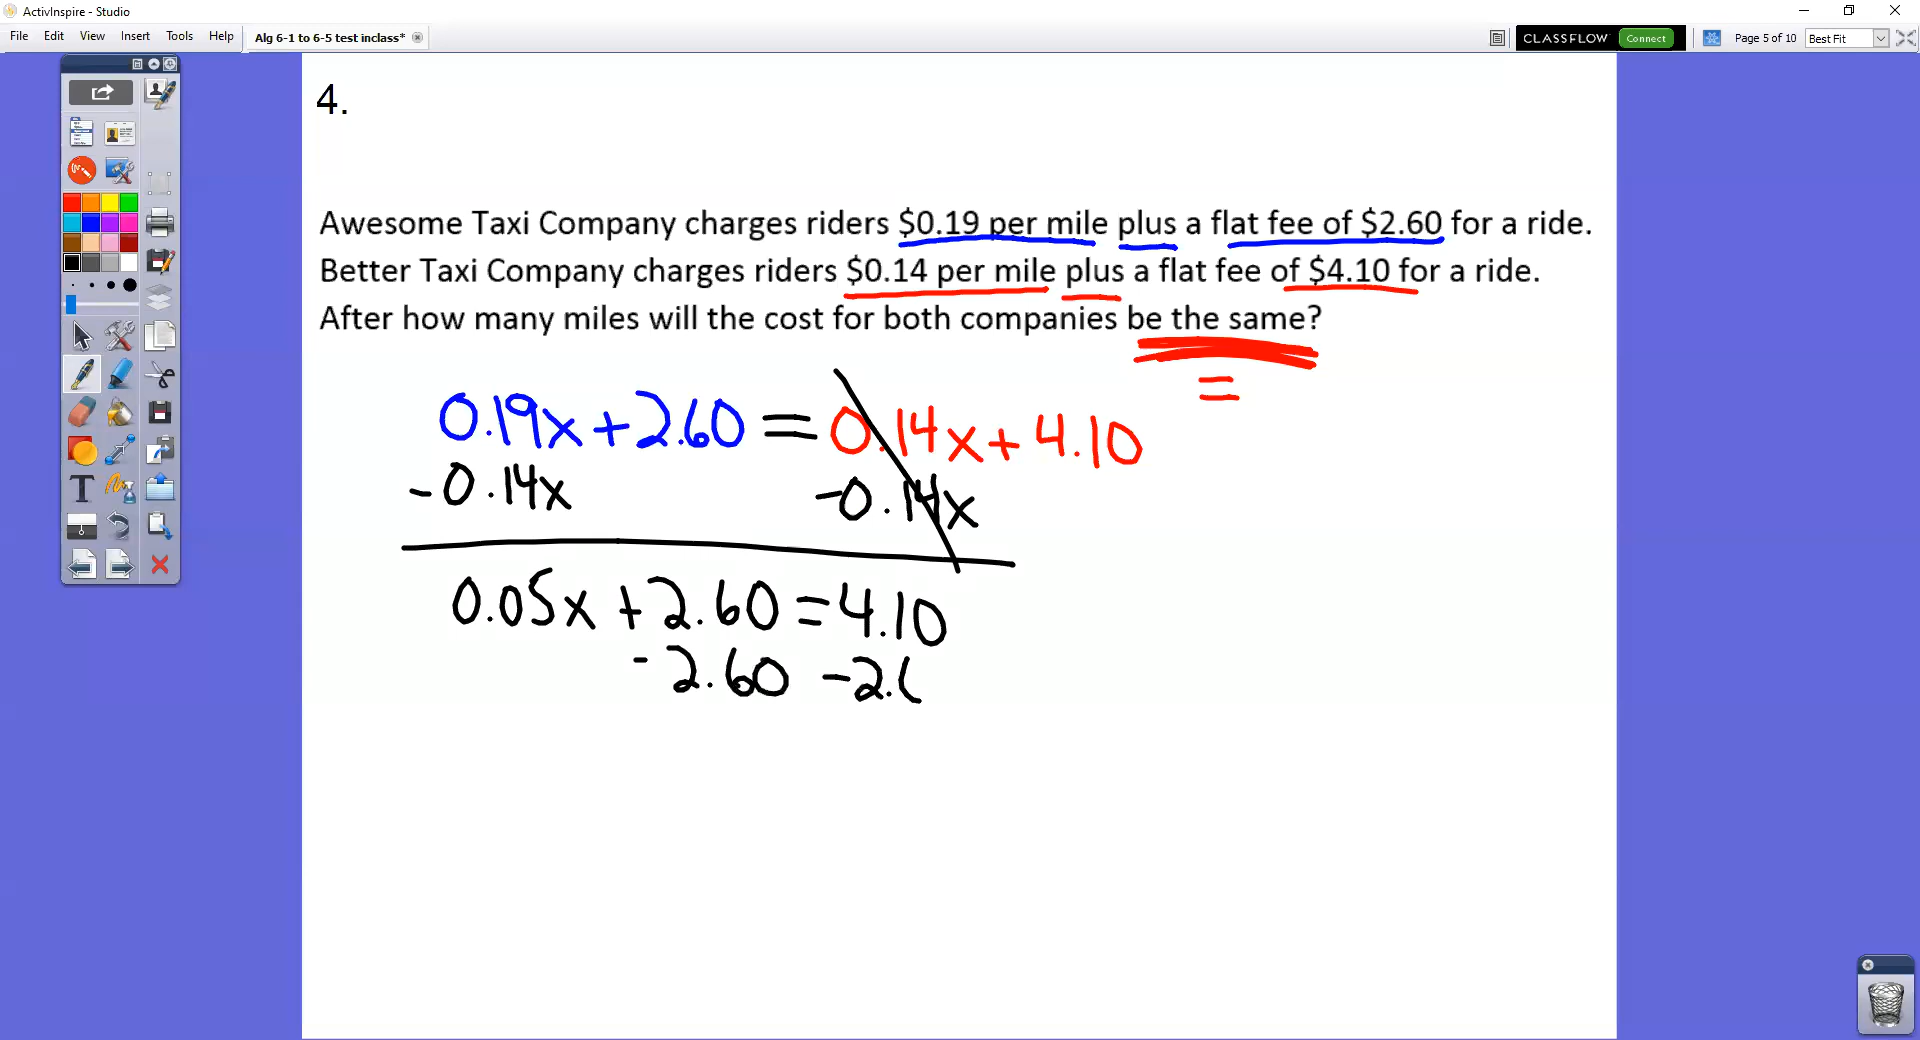 ActivInspire - Studio
File Edit View Insert Tools Help Alg 6-1 to 6-5 test inclass* CLASSFLOW Connect Page 5 of 10 Best Fit
4.
Awesome Taxi Company charges riders $0.19 per mile plus a flat fee of $2.60 for a ride.
Better Taxi Company charges riders $0.14 per mile plus a flat fee of $4.10 for a ride.
After how many miles will the cost for both companies be the same?
=
0.19x + 2.60 = 0.14x + 4.10
-0.14x -0.14x
0.05x + 2.60 = 4.10
-2.60 -2.(